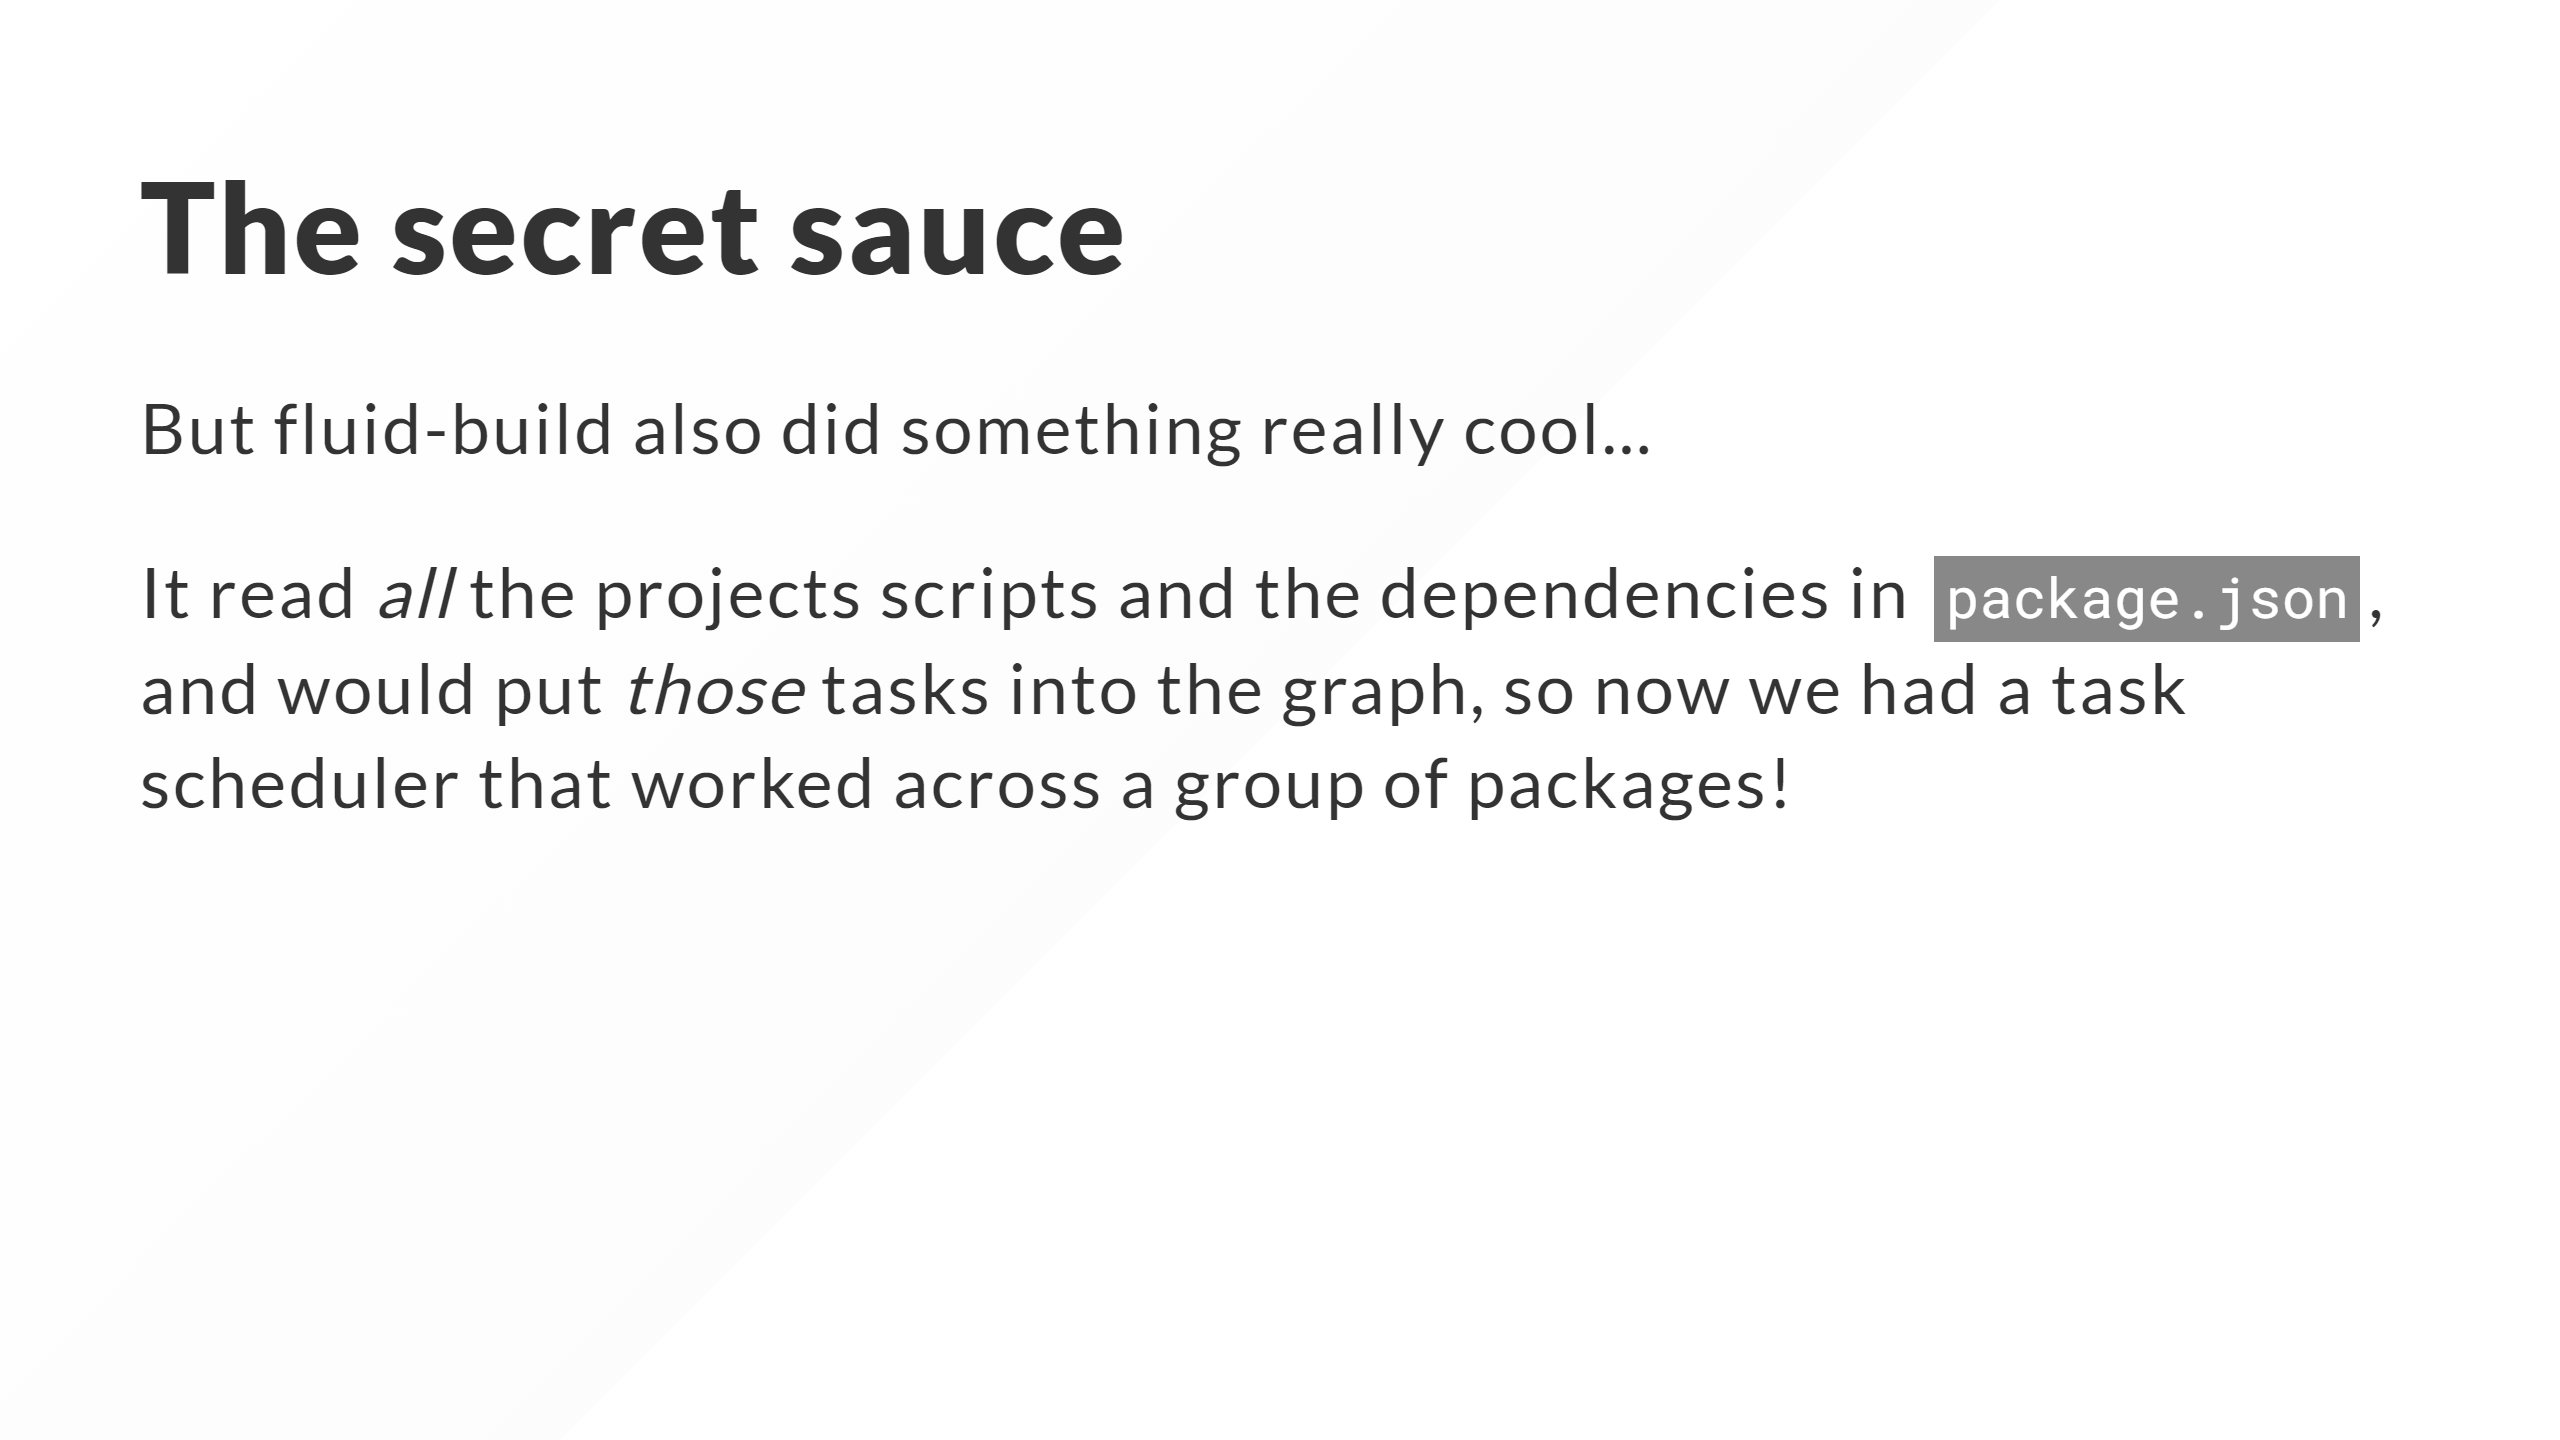 The secret sauce
But fluid-build also did something really cool...
It read all the projects scripts and the dependencies in package.json,
and would put those tasks into the graph, so now we had a task
scheduler that worked across a group of packages!